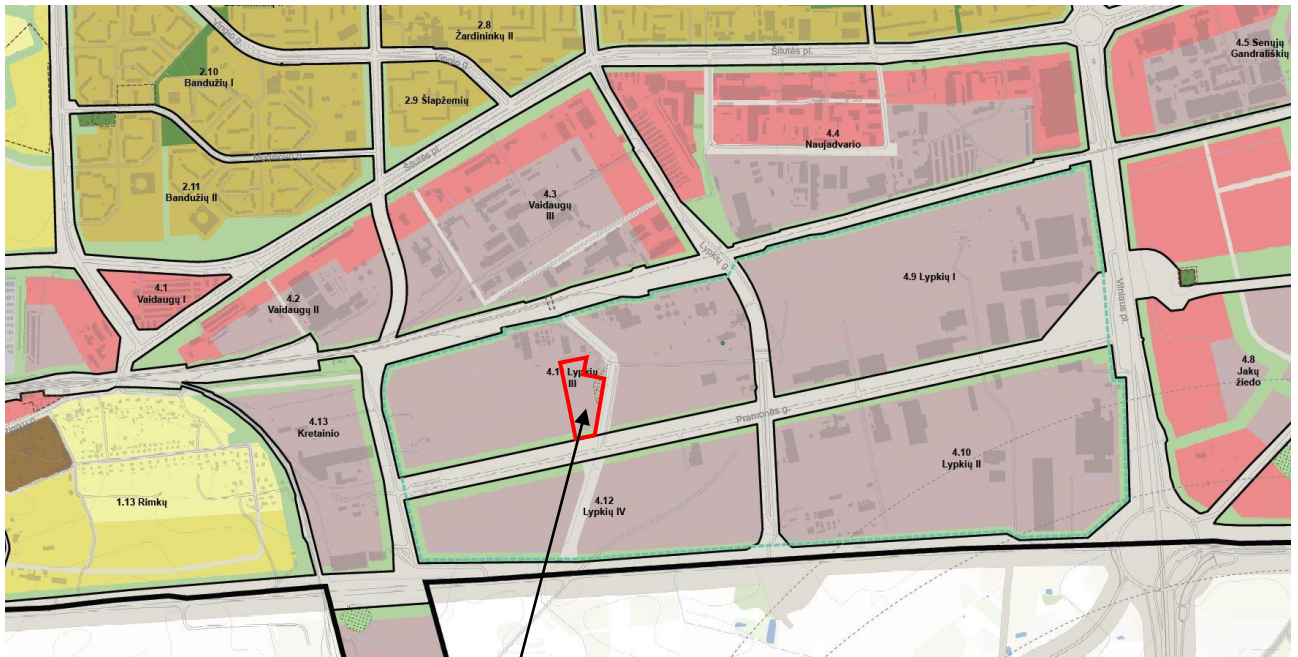 2.8
Žardininkų II
Vingio g.
Vingio g.
Šilutės pl.
4.5 Senųjų
Gandrališkių
2.10
Bandužių I
2.9 Šlapžemių
4.4
Naujadvario
Šilutės pl.
2.11
Bandužių II
4.3
Vaidaugų
III
Lypkių g.
4.9 Lypkių I
Vilniaus pl.
4.1
Vaidaugų I
4.2
Vaidaugų II
4.8
Jakų
žiedo
4.1 Lypkių
III
Pramonės g.
4.13
Kretainio
4.10
Lypkių II
4.12
Lypkių IV
1.13 Rimkų